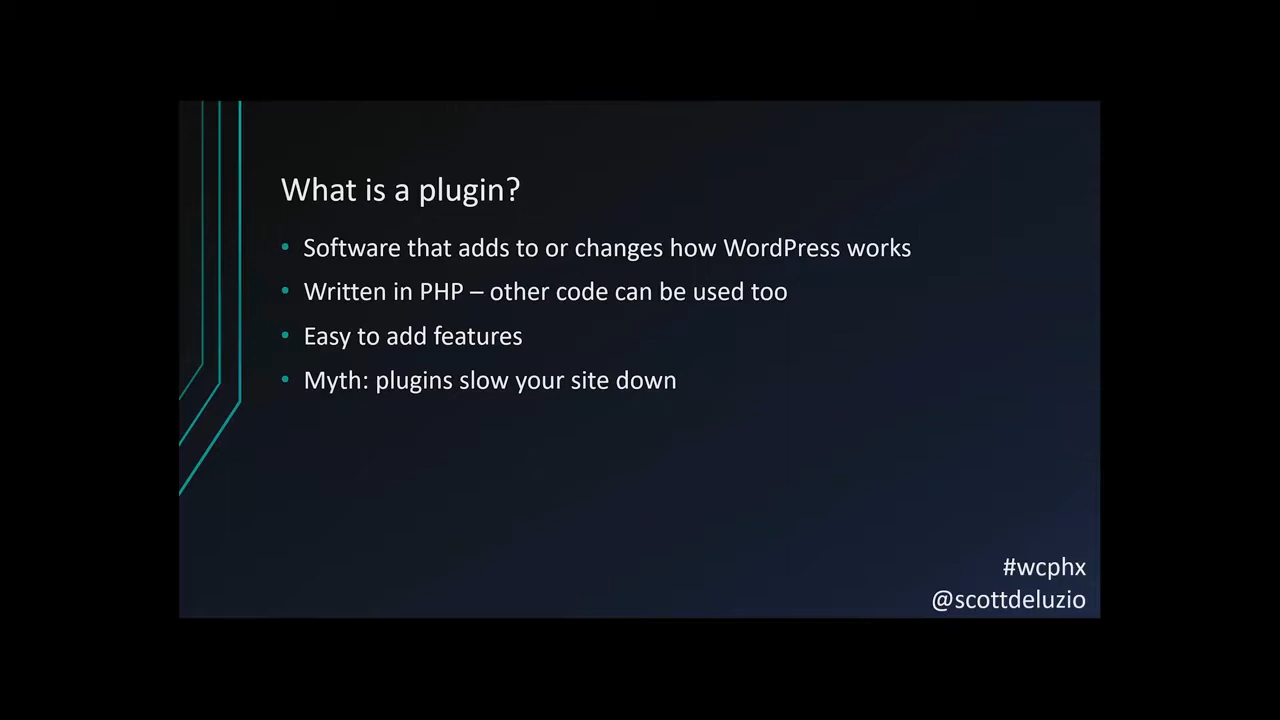 What is a plugin?
• Software that adds to or changes how WordPress works
• Written in PHP – other code can be used too
• Easy to add features
• Myth: plugins slow your site down
#wcphx
@scottdeluzio